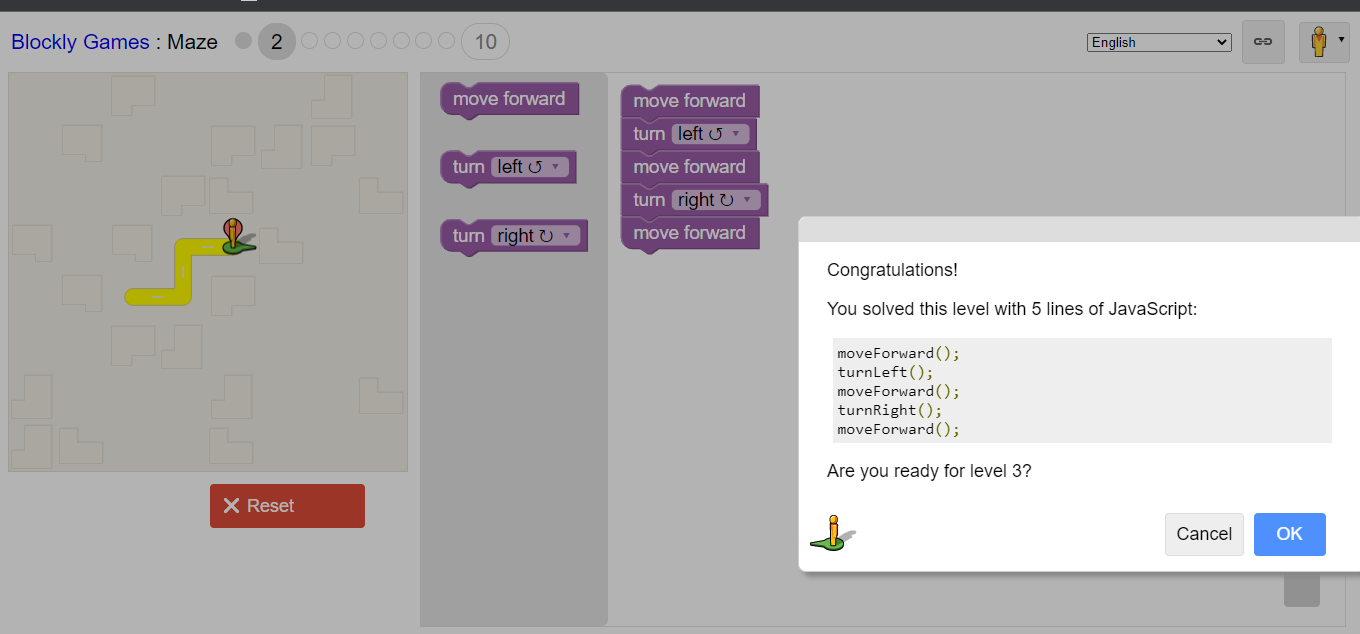 Blockly Games : Maze 2 10 English
move forward
turn left ↺
turn right ↻
move forward
turn left ↺
move forward
turn right ↻
move forward
Reset
Congratulations!
You solved this level with 5 lines of JavaScript:
moveForward();
turnLeft();
moveForward();
turnRight();
moveForward();
Are you ready for level 3?
Cancel OK